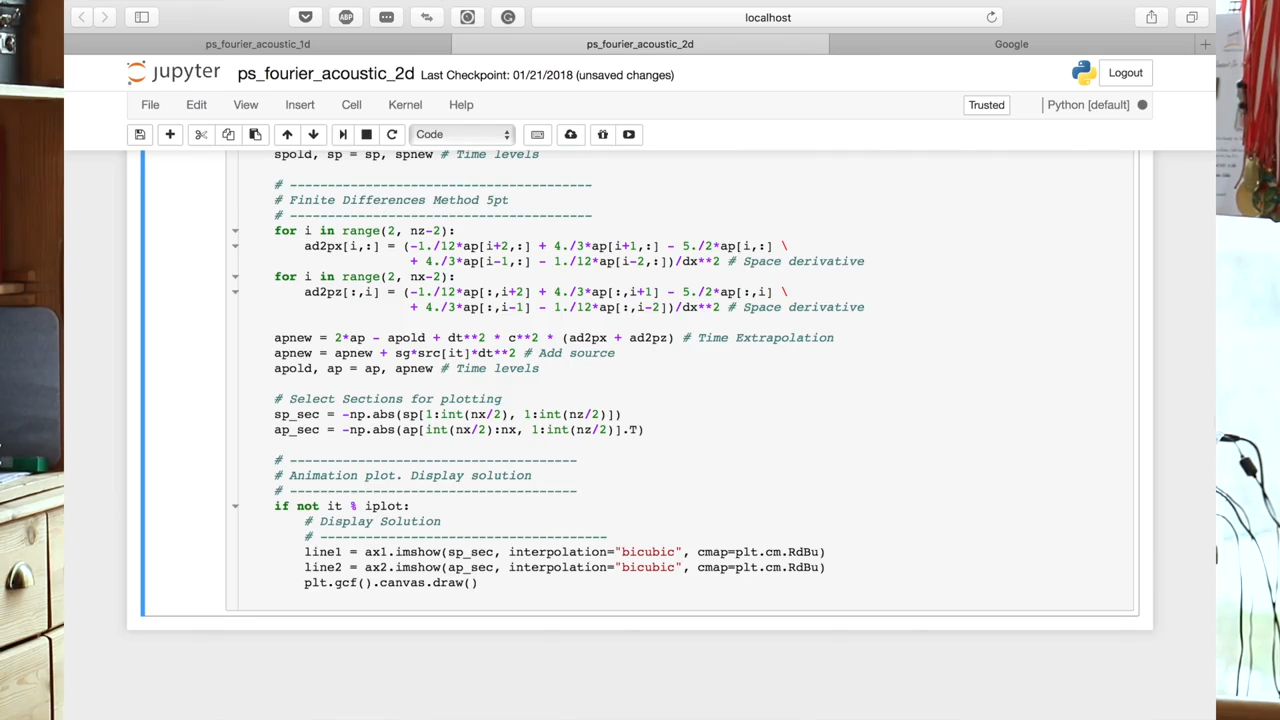 localhost
ps_fourier_acoustic_1d
ps_fourier_acoustic_2d
Google
ABP
jupyter ps_fourier_acoustic_2d Last Checkpoint: 01/21/2018 (unsaved changes)
Logout
File Edit View Insert Cell Kernel Help
Trusted
Python [default]
Code
spold, sp = sp, spnew # Time levels
# ----------------------------------------
# Finite Differences Method 5pt
# ----------------------------------------
for i in range(2, nz-2):
ad2px[i,:] = (-1./12*ap[i+2,:] + 4./3*ap[i+1,:] - 5./2*ap[i,:] \
+ 4./3*ap[i-1,:] - 1./12*ap[i-2,:])/dx**2 # Space derivative
for i in range(2, nx-2):
ad2pz[:,i] = (-1./12*ap[:,i+2] + 4./3*ap[:,i+1] - 5./2*ap[:,i] \
+ 4./3*ap[:,i-1] - 1./12*ap[:,i-2])/dx**2 # Space derivative
apnew = 2*ap - apold + dt**2 * c**2 * (ad2px + ad2pz) # Time Extrapolation
apnew = apnew + sg*src[it]*dt**2 # Add source
apold, ap = ap, apnew # Time levels
# Select Sections for plotting
sp_sec = -np.abs(sp[1:int(nx/2), 1:int(nz/2)])
ap_sec = -np.abs(ap[int(nx/2):nx, 1:int(nz/2)].T)
# --------------------------------------
# Animation plot. Display solution
# --------------------------------------
if not it % iplot:
# Display Solution
# --------------------------------------
line1 = ax1.imshow(sp_sec, interpolation="bicubic", cmap=plt.cm.RdBu)
line2 = ax2.imshow(ap_sec, interpolation="bicubic", cmap=plt.cm.RdBu)
plt.gcf().canvas.draw()